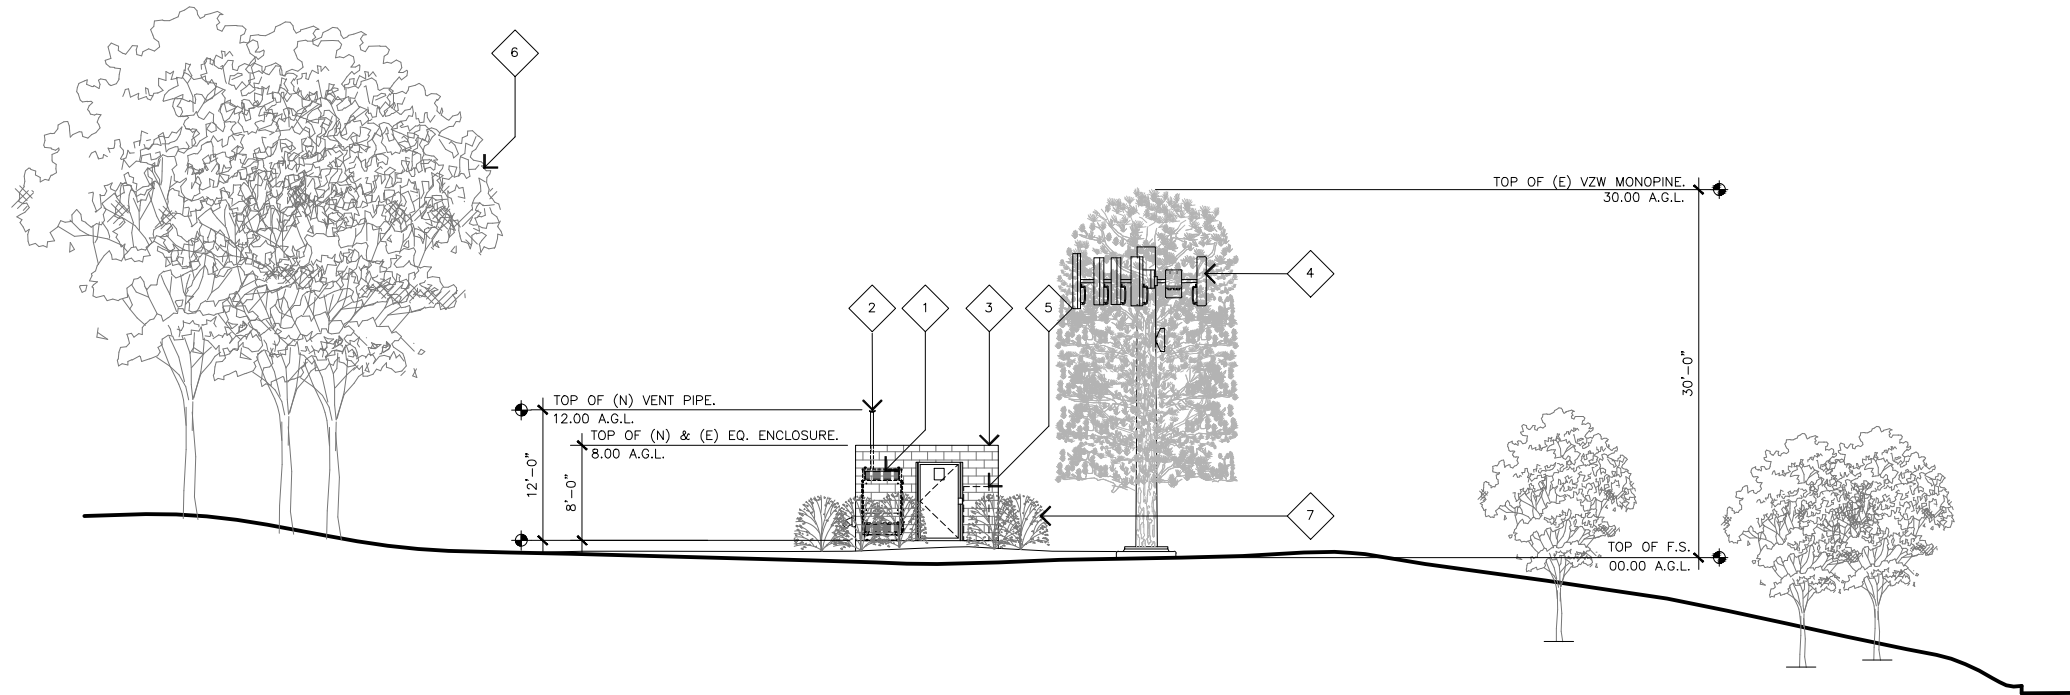 6
TOP OF (E) VZW MONOPINE.
30.00 A.G.L.
4
2
1
3
5
30'-0"
TOP OF (N) VENT PIPE.
12.00 A.G.L.
TOP OF (N) & (E) EQ. ENCLOSURE.
8.00 A.G.L.
12'-0"
8'-0"
7
TOP OF F.S.
00.00 A.G.L.